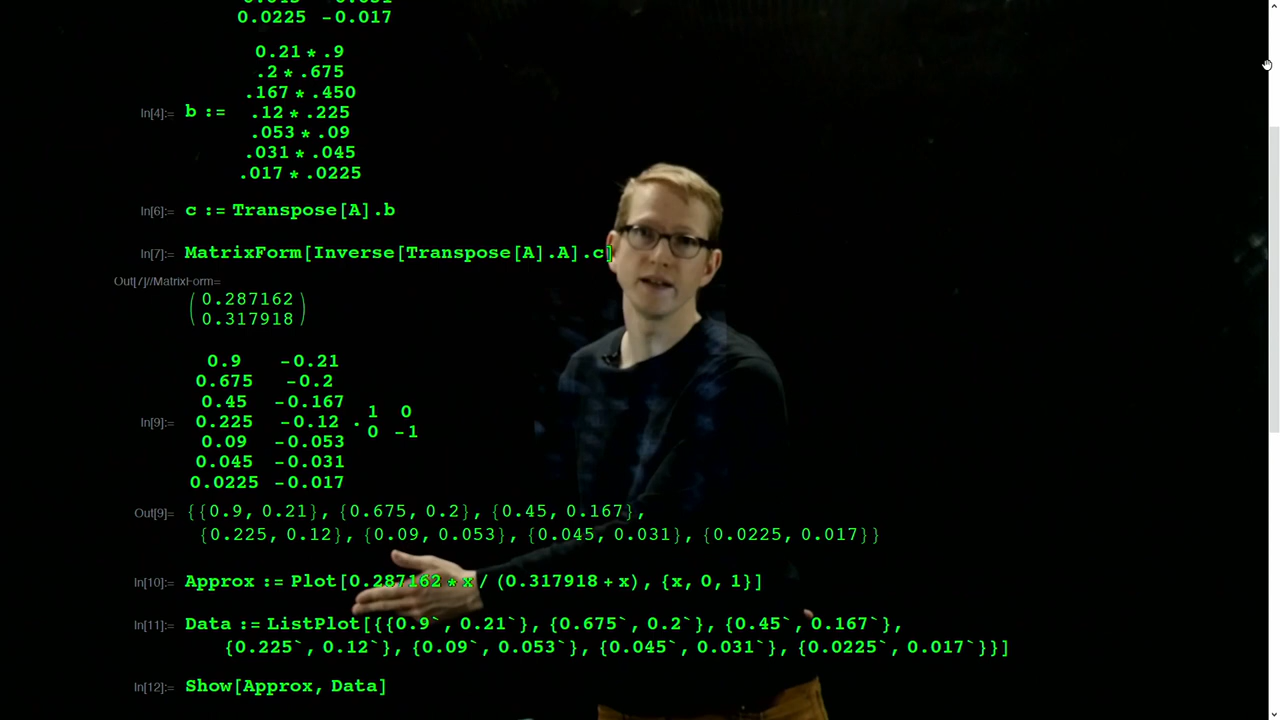 0.0225 -0.017
0.21 * .9
.2 * .675
.167 * .450
In[4]:= b := .12 * .225
.053 * .09
.031 * .045
.017 * .0225
In[6]:= c := Transpose[A].b
In[7]:= MatrixForm[Inverse[Transpose[A].A].c]
Out[7]//MatrixForm=
( 0.287162
0.317918 )
0.9 -0.21
0.675 -0.2
0.45 -0.167
1 0
In[9]:= 0.225 -0.12 .
0 -1
0.09 -0.053
0.045 -0.031
0.0225 -0.017
Out[9]= {{0.9, 0.21}, {0.675, 0.2}, {0.45, 0.167},
{0.225, 0.12}, {0.09, 0.053}, {0.045, 0.031}, {0.0225, 0.017}}
In[10]:= Approx := Plot[0.287162 * x / (0.317918 + x), {x, 0, 1}]
In[11]:= Data := ListPlot[{{0.9`, 0.21`}, {0.675`, 0.2`}, {0.45`, 0.167`},
{0.225`, 0.12`}, {0.09`, 0.053`}, {0.045`, 0.031`}, {0.0225`, 0.017`}}]
In[12]:= Show[Approx, Data]